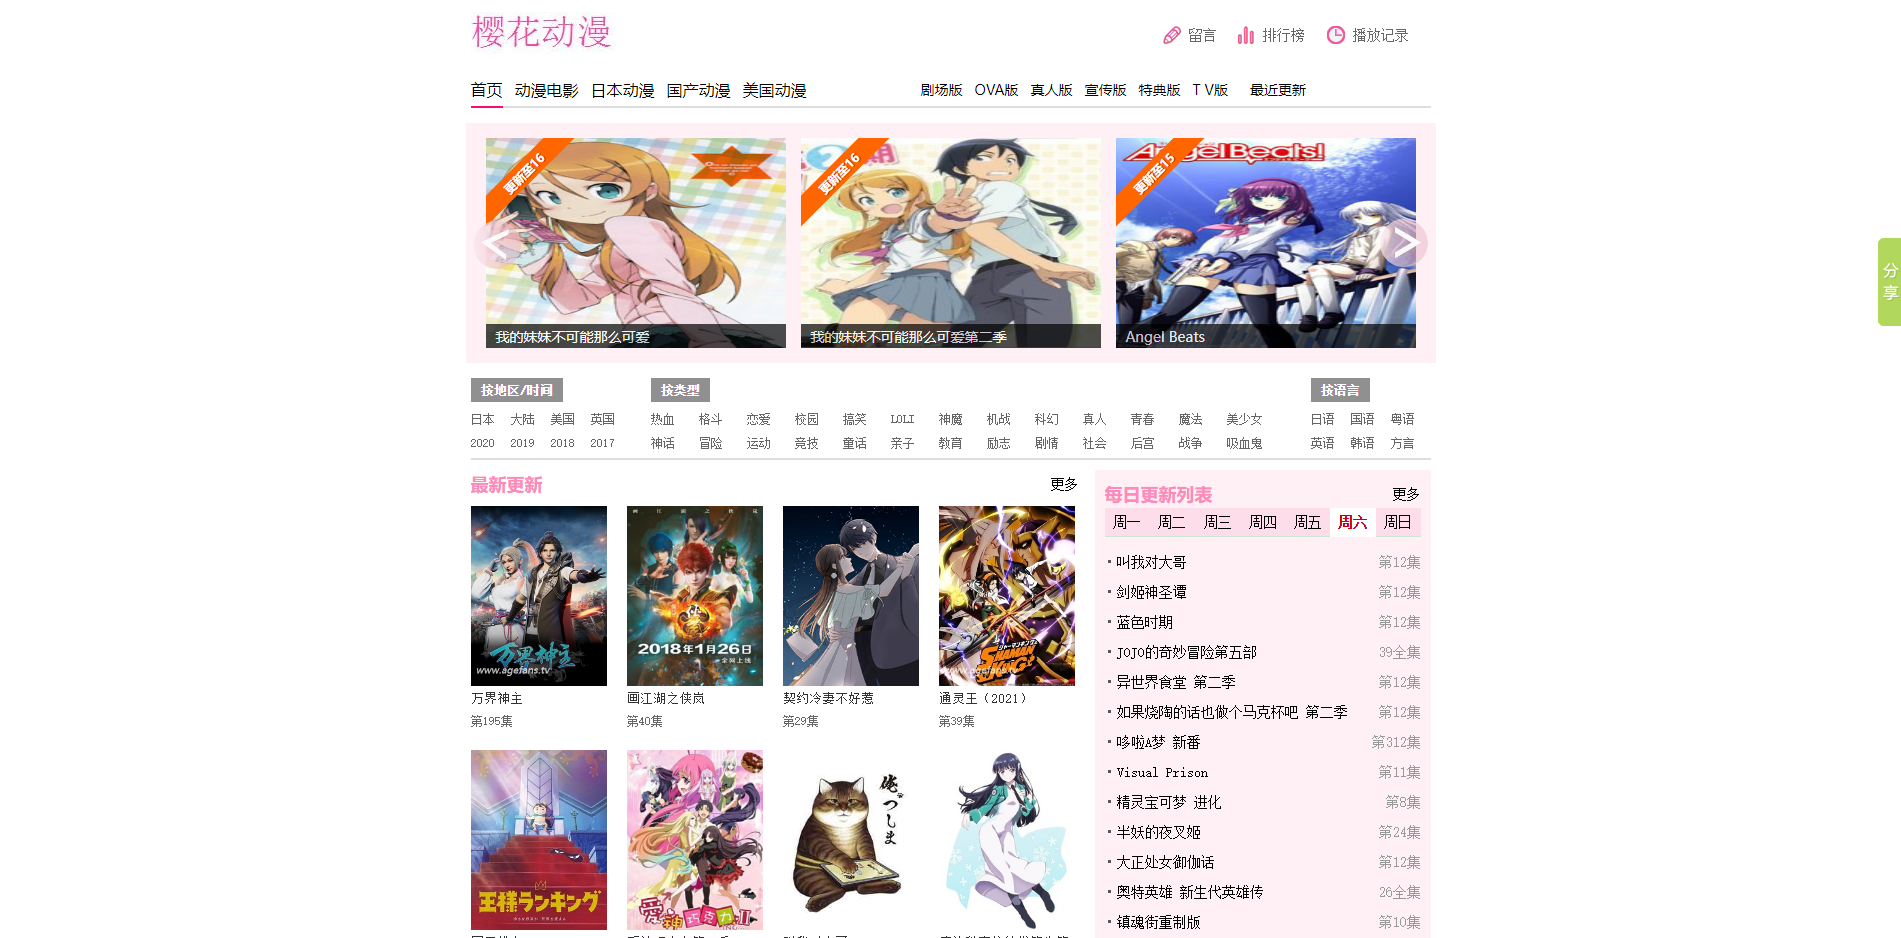 樱花动漫
留言 排行榜 播放记录
首页 动漫电影 日本动漫 国产动漫 美国动漫 剧场版 OVA版 真人版 宣传版 特典版 T V版 最近更新
更新至16
更新至16
更新至15
Angel Beats!
我的妹妹不可能那么可爱
我的妹妹不可能那么可爱第二季
Angel Beats
按地区/时间 按类型 按语言
日本 大陆 美国 英国 热血 格斗 恋爱 校园 搞笑 LOLI 神魔 机战 科幻 真人 青春 魔法 美少女 日语 国语 粤语
2020 2019 2018 2017 神话 冒险 运动 竞技 童话 亲子 教育 励志 剧情 社会 后宫 战争 吸血鬼 英语 韩语 方言
最新更新 更多
万界神主
www.agefans.tv
2018年1月26日
全网上线
シャーマンキング
SHAMAN KING
万界神主 画江湖之侠岚 契约冷妻不好惹 通灵王（2021）
第195集 第40集 第29集 第39集
王様ランキング
爱神巧克力II
俺、つしま
每日更新列表 更多
周一 周二 周三 周四 周五 周六 周日
叫我对大哥 第12集
剑姬神圣谭 第12集
蓝色时期 第12集
JOJO的奇妙冒险第五部 39全集
异世界食堂 第二季 第12集
如果烧陶的话也做个马克杯吧 第二季 第12集
哆啦A梦 新番 第312集
Visual Prison 第11集
精灵宝可梦 进化 第8集
半妖的夜叉姬 第24集
大正处女御伽话 第12集
奥特英雄 新生代英雄传 26全集
镇魂街重制版 第10集
分享